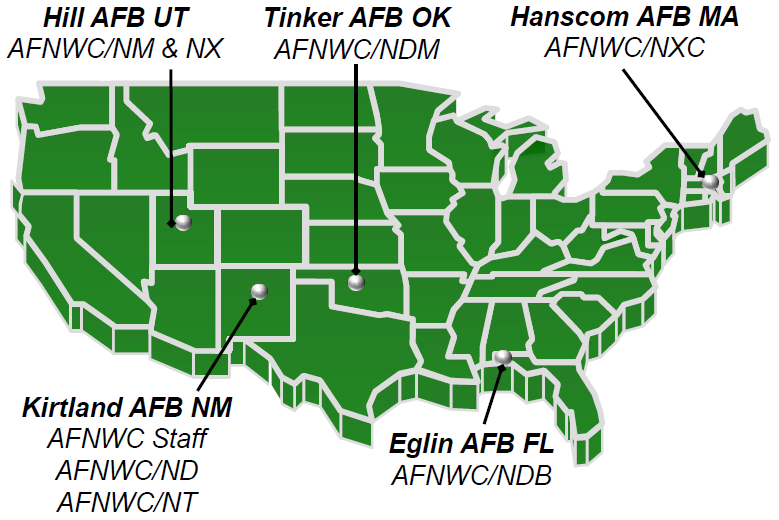 Hill AFB UT
AFNWC/NM & NX
Tinker AFB OK
AFNWC/NDM
Hanscom AFB MA
AFNWC/NXC
Kirtland AFB NM
AFNWC Staff
AFNWC/ND
AFNWC/NT
Eglin AFB FL
AFNWC/NDB